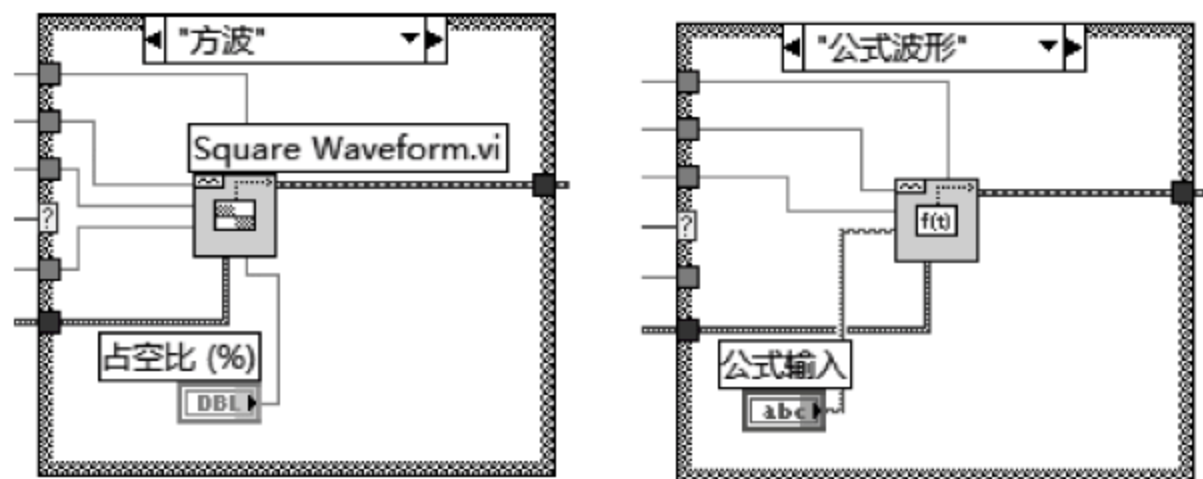 "方波"
Square Waveform.vi
?
占空比 (%)
DBL
"公式波形"
f(t)
?
公式输入
abc